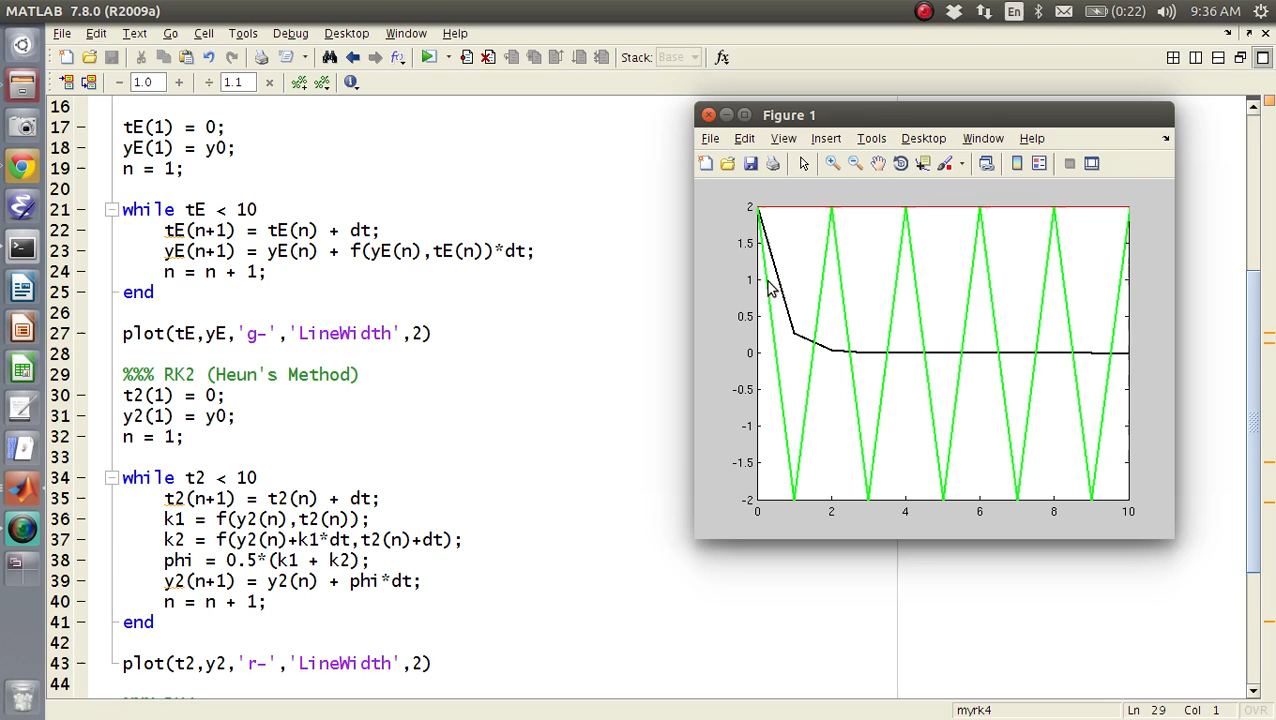 MATLAB 7.8.0 (R2009a)
En
(0:22)
9:36 AM
File Edit Text Go Cell Tools Debug Desktop Window Help
Stack: Base
fx
1.0
1.1
16
17 tE(1) = 0;
18 yE(1) = y0;
19 n = 1;
20
21 while tE < 10
22 tE(n+1) = tE(n) + dt;
23 yE(n+1) = yE(n) + f(yE(n),tE(n))*dt;
24 n = n + 1;
25 end
26
27 plot(tE,yE,'g-','LineWidth',2)
28
29 %%% RK2 (Heun's Method)
30 t2(1) = 0;
31 y2(1) = y0;
32 n = 1;
33
34 while t2 < 10
35 t2(n+1) = t2(n) + dt;
36 k1 = f(y2(n),t2(n));
37 k2 = f(y2(n)+k1*dt,t2(n)+dt);
38 phi = 0.5*(k1 + k2);
39 y2(n+1) = y2(n) + phi*dt;
40 n = n + 1;
41 end
42
43 plot(t2,y2,'r-','LineWidth',2)
44
Figure 1
File Edit View Insert Tools Desktop Window Help
2
1.5
1
0.5
0
-0.5
-1
-1.5
-2
0 2 4 6 8 10
myrk4
Ln 29 Col 1
OVR